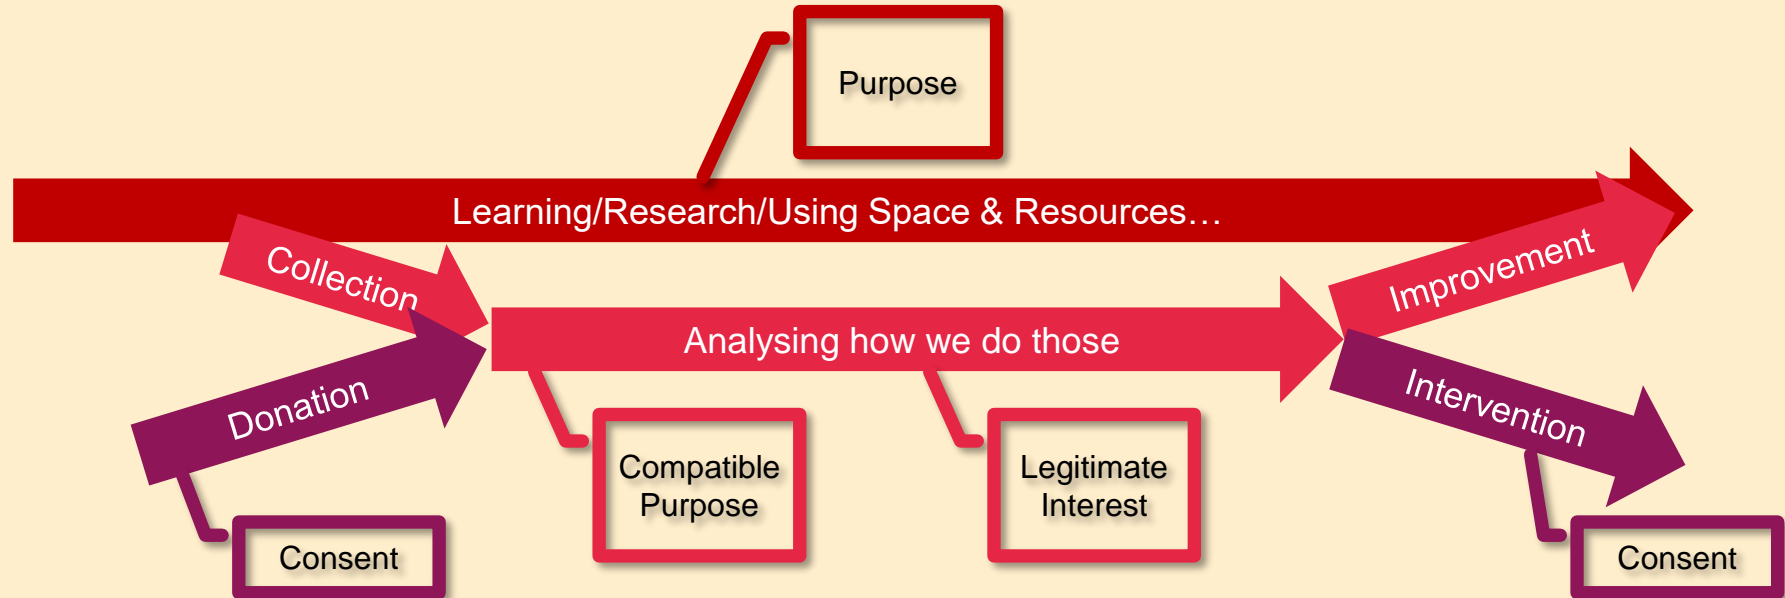 Purpose
Learning/Research/Using Space & Resources…
Collection
Improvement
Analysing how we do those
Donation
Intervention
Compatible
Purpose
Legitimate
Interest
Consent
Consent